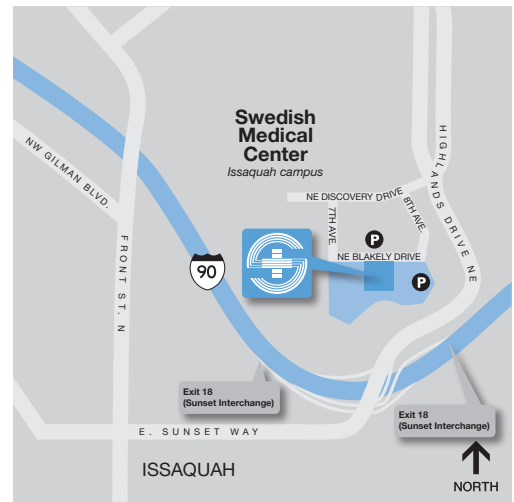 Swedish
Medical
Center
Issaquah campus
NW GILMAN BLVD.
HIGHLANDS DRIVE NE
NE DISCOVERY DRIVE
7TH AVE.
8TH AVE.
P
NE BLAKELY DRIVE
FRONT ST. N
90
P
Exit 18
(Sunset Interchange)
Exit 18
(Sunset Interchange)
E. SUNSET WAY
ISSAQUAH
NORTH